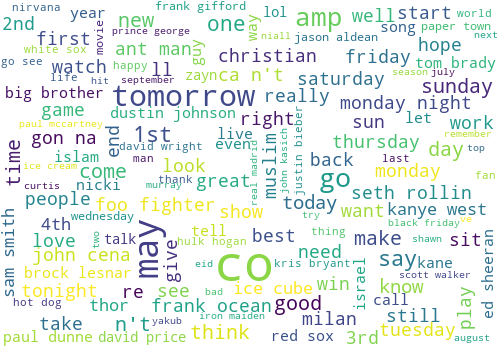 nirvana
frank gifford
lol
way
song
paper town
world
prince george
year
2nd
new
one
amp
well
start
next
movie
white sox
ant man
guy
jason aldean
niall
go see
first
christian
friday
hope
life
hit
watch
ll
zayn
ca n't
saturday
tom brady
happy
september
season
july
big brother
tomorrow
really
sunday
paul mccartney
game
dustin johnson
right
monday night
time
gon na
end
1st
live
even
justin bieber
sun
let
work
ice cream
david wright
remember
islam
man
muslim
back
thursday
day
top
come
look
real madrid
john kasich
monday
last
curtis
nicki
murray
thank
great
go
seth rollin
fan
people
foo fighter
show
today
want
kanye west
try
black friday
ve
sam smith
4th
wednesday
two
may
give
tell
hulk hogan
best
thing
make
sit
shawn
ed sheeran
love
talk
co
need
say
kane
scott walker
john cena
eid
kris bryant
israel
brock lesnar
re
see
bad
ice cube
win
know
tonight
thor
frank ocean
good
call
play
hot dog
iron maiden
milan
still
take
n't
yakub
think
red sox
3rd
tuesday
august
paul dunne
david price